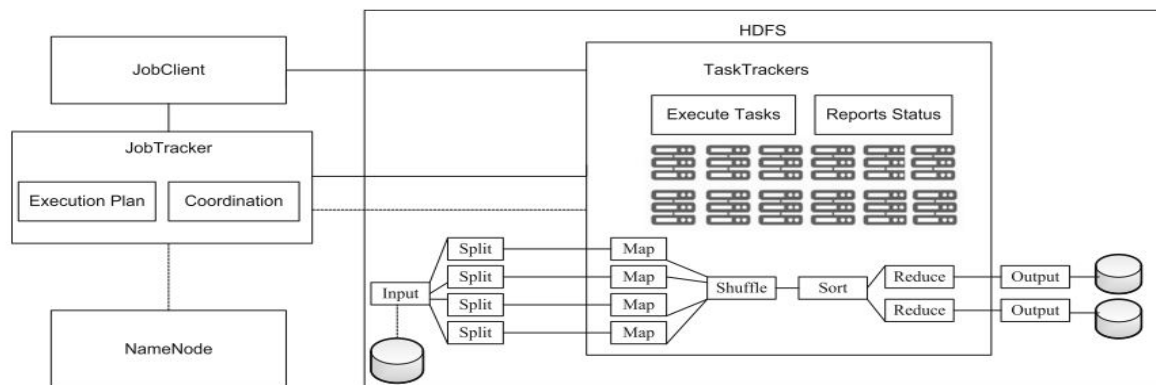 HDFS
JobClient
TaskTrackers
Execute Tasks
Reports Status
JobTracker
Execution Plan
Coordination
Split
Map
Split
Map
Input
Shuffle
Sort
Reduce
Output
Split
Map
Reduce
Output
Split
Map
NameNode